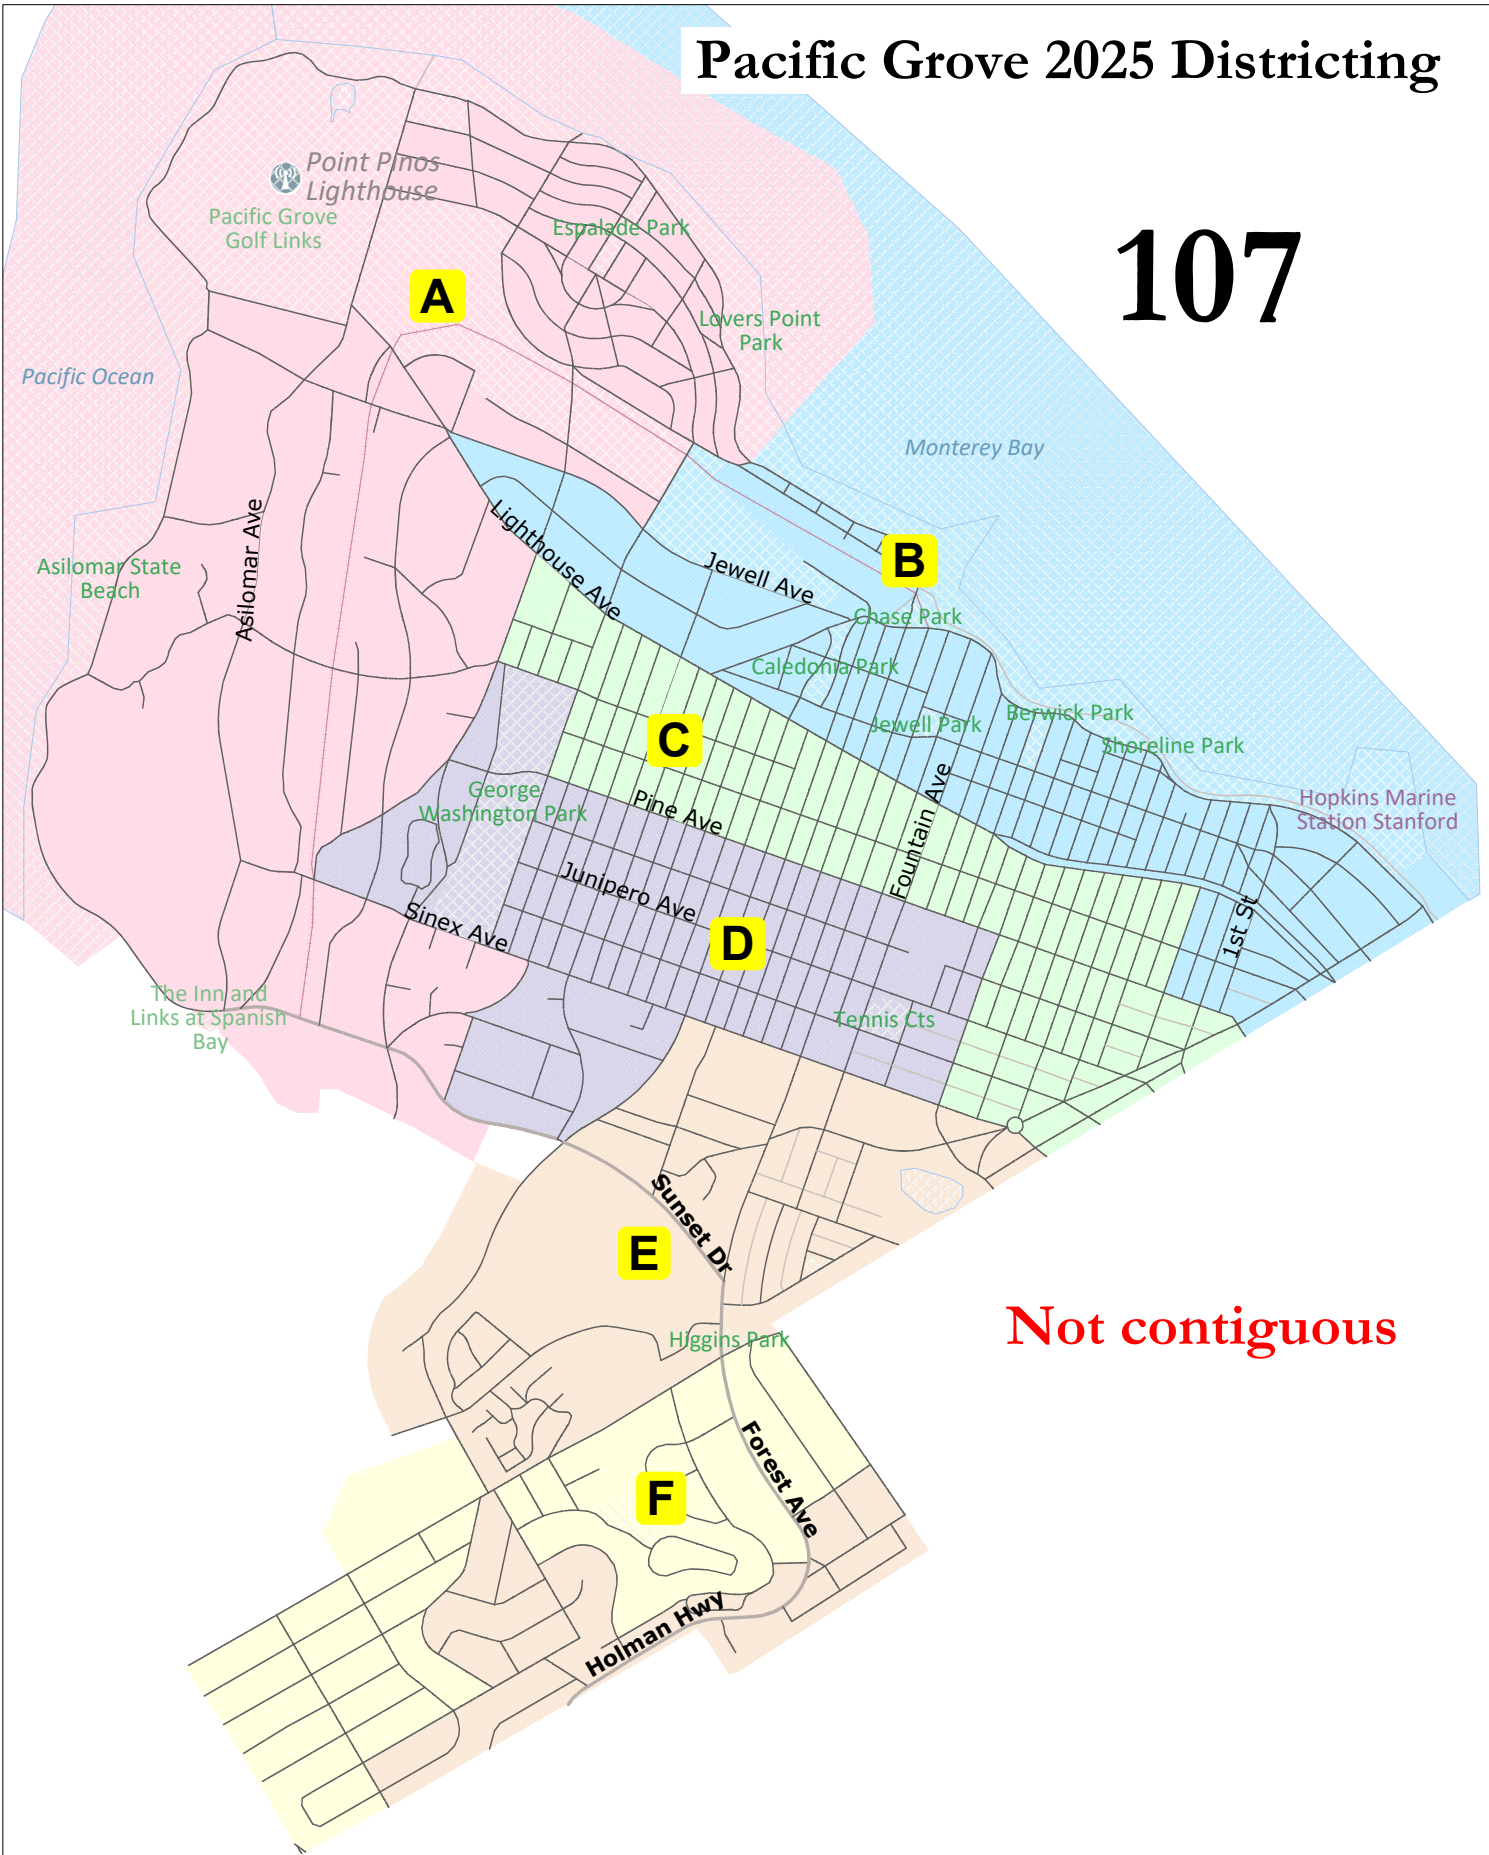 Pacific Grove 2025 Districting
107
Point Pinos
Lighthouse
Pacific Grove
Golf Links
Espalade Park
A
Lovers Point
Park
Pacific Ocean
Monterey Bay
Asilomar Ave
Lighthouse Ave
Jewell Ave
B
Asilomar State
Beach
Chase Park
Caledonia Park
Jewell Park
Berwick Park
Shoreline Park
C
George
Washington Park
Pine Ave
Fountain Ave
Hopkins Marine
Station Stanford
Junipero Ave
Sinex Ave
D
1st St
The Inn and
Links at Spanish
Bay
Tennis Cts
Sunset Dr
E
Not contiguous
Higgins Park
Forest Ave
F
Holman Hwy